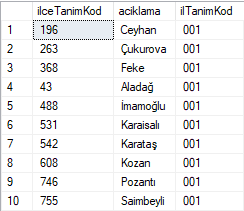 ilceTanimKod aciklama ilTanimKod
1 196 Ceyhan 001
2 263 Çukurova 001
3 368 Feke 001
4 43 Aladağ 001
5 488 İmamoğlu 001
6 531 Karaisalı 001
7 542 Karataş 001
8 608 Kozan 001
9 746 Pozantı 001
10 755 Saimbeyli 001